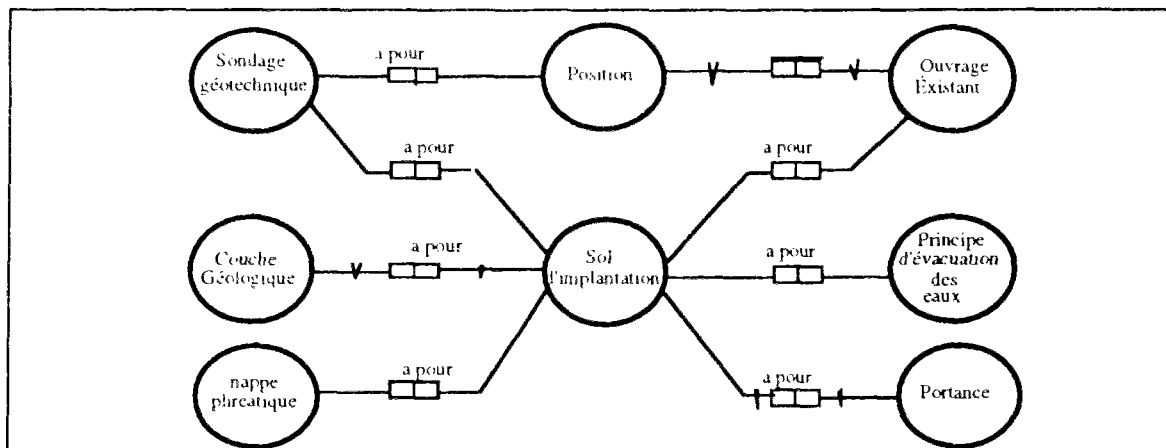 Sondage
géotechnique
a pour
Position
Ouvrage
Éxistant
a pour
a pour
Couche
Géologique
a pour
Sol
d'implantation
a pour
Principe
d'évacuation
des
eaux
nappe
phreatique
a pour
a pour
Portance